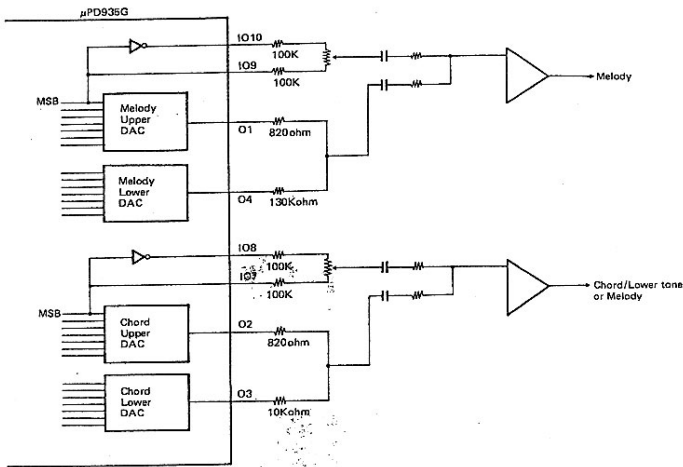 μPD935G
IO10
100K
IO9
100K
MSB
Melody
Upper
DAC
O1
820ohm
Melody
Melody
Lower
DAC
O4
130Kohm
IO8
100K
IO7
100K
MSB
Chord
Upper
DAC
O2
820ohm
Chord/Lower tone
or Melody
Chord
Lower
DAC
O3
10Kohm